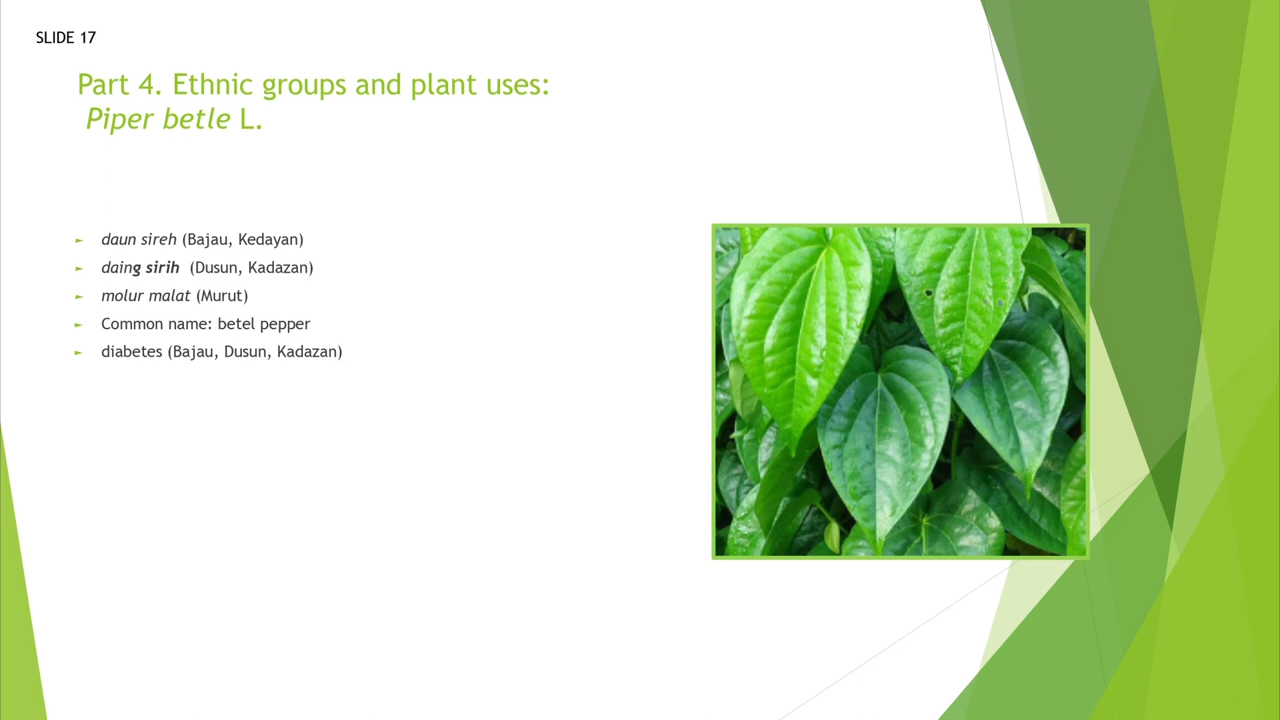 SLIDE 17
Part 4. Ethnic groups and plant uses:
Piper betle L.
► daun sireh (Bajau, Kedayan)
► daing sirih (Dusun, Kadazan)
► molur malat (Murut)
► Common name: betel pepper
► diabetes (Bajau, Dusun, Kadazan)